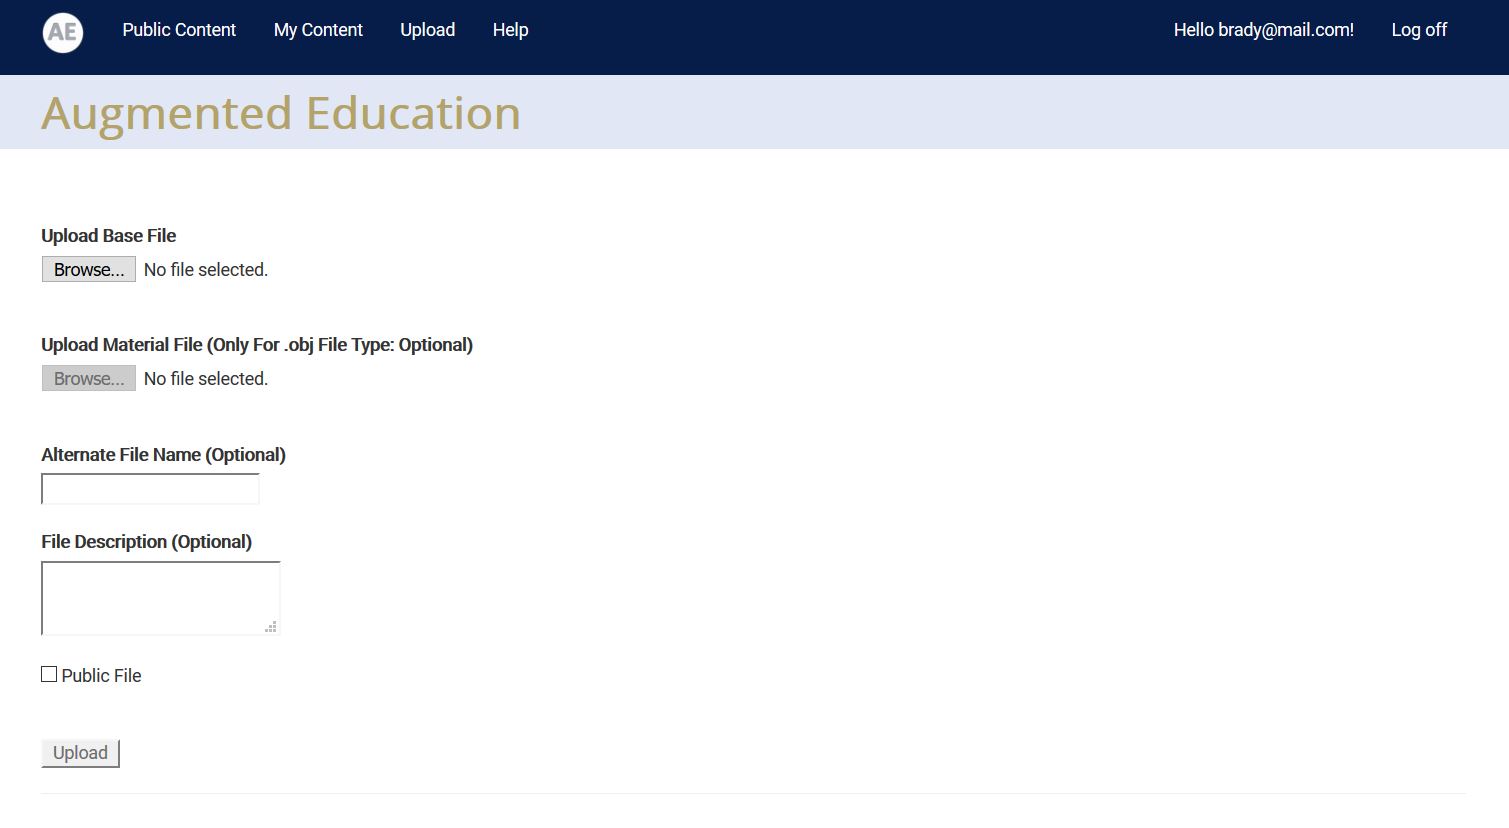 AE Public Content My Content Upload Help Hello brady@mail.com! Log off
Augmented Education
Upload Base File
Browse... No file selected.
Upload Material File (Only For .obj File Type: Optional)
Browse... No file selected.
Alternate File Name (Optional)
File Description (Optional)
Public File
Upload